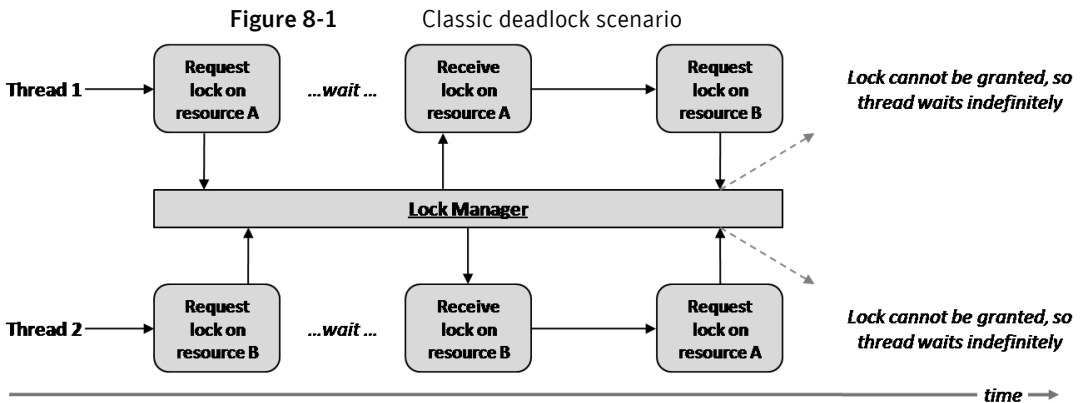 Figure 8-1 Classic deadlock scenario
Thread 1
Request
lock on
resource A
...wait ...
Receive
lock on
resource A
Request
lock on
resource B
Lock cannot be granted, so
thread waits indefinitely
Lock Manager
Thread 2
Request
lock on
resource B
...wait ...
Receive
lock on
resource B
Request
lock on
resource A
Lock cannot be granted, so
thread waits indefinitely
time